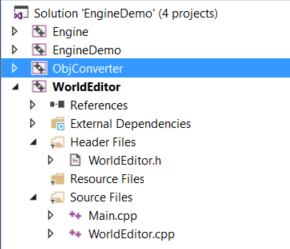 Solution 'EngineDemo' (4 projects)
Engine
EngineDemo
ObjConverter
WorldEditor
References
External Dependencies
Header Files
WorldEditor.h
Resource Files
Source Files
Main.cpp
WorldEditor.cpp